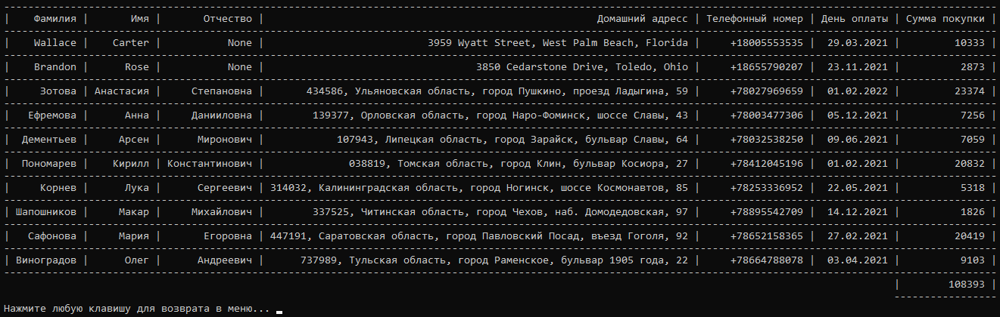 | Фамилия | Имя | Отчество | Домашний адресс | Телефонный номер | День оплаты | Сумма покупки |
| Wallace | Carter | None | 3959 Wyatt Street, West Palm Beach, Florida | +18005553535 | 29.03.2021 | 10333 |
| Brandon | Rose | None | 3850 Cedarstone Drive, Toledo, Ohio | +18655790207 | 23.11.2021 | 2873 |
| Зотова | Анастасия | Степановна | 434586, Ульяновская область, город Пушкино, проезд Ладыгина, 59 | +78027969659 | 01.02.2022 | 23374 |
| Ефремова | Анна | Данииловна | 139377, Орловская область, город Наро-Фоминск, шоссе Славы, 43 | +78003477306 | 05.12.2021 | 7256 |
| Дементьев | Арсен | Миронович | 107943, Липецкая область, город Зарайск, бульвар Славы, 64 | +78032538250 | 09.06.2021 | 7059 |
| Пономарев | Кирилл | Константинович | 038819, Томская область, город Клин, бульвар Косиора, 27 | +78412045196 | 01.02.2021 | 20832 |
| Корнев | Лука | Сергеевич | 314032, Калининградская область, город Ногинск, шоссе Космонавтов, 85 | +78253336952 | 22.05.2021 | 5318 |
| Шапошников | Макар | Михайлович | 337525, Читинская область, город Чехов, наб. Домодедовская, 97 | +78895542709 | 14.12.2021 | 1826 |
| Сафонова | Мария | Егоровна | 447191, Саратовская область, город Павловский Посад, въезд Гоголя, 92 | +78652158365 | 27.02.2021 | 20419 |
| Виноградов | Олег | Андреевич | 737989, Тульская область, город Раменское, бульвар 1905 года, 22 | +78664788078 | 03.04.2021 | 9103 |
| 108393 |
Нажмите любую клавишу для возврата в меню...